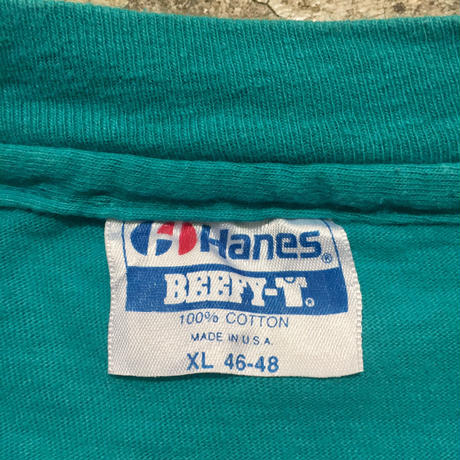 Hanes®
BEEFY-T®
100% COTTON
MADE IN U.S.A.
XL 46-48